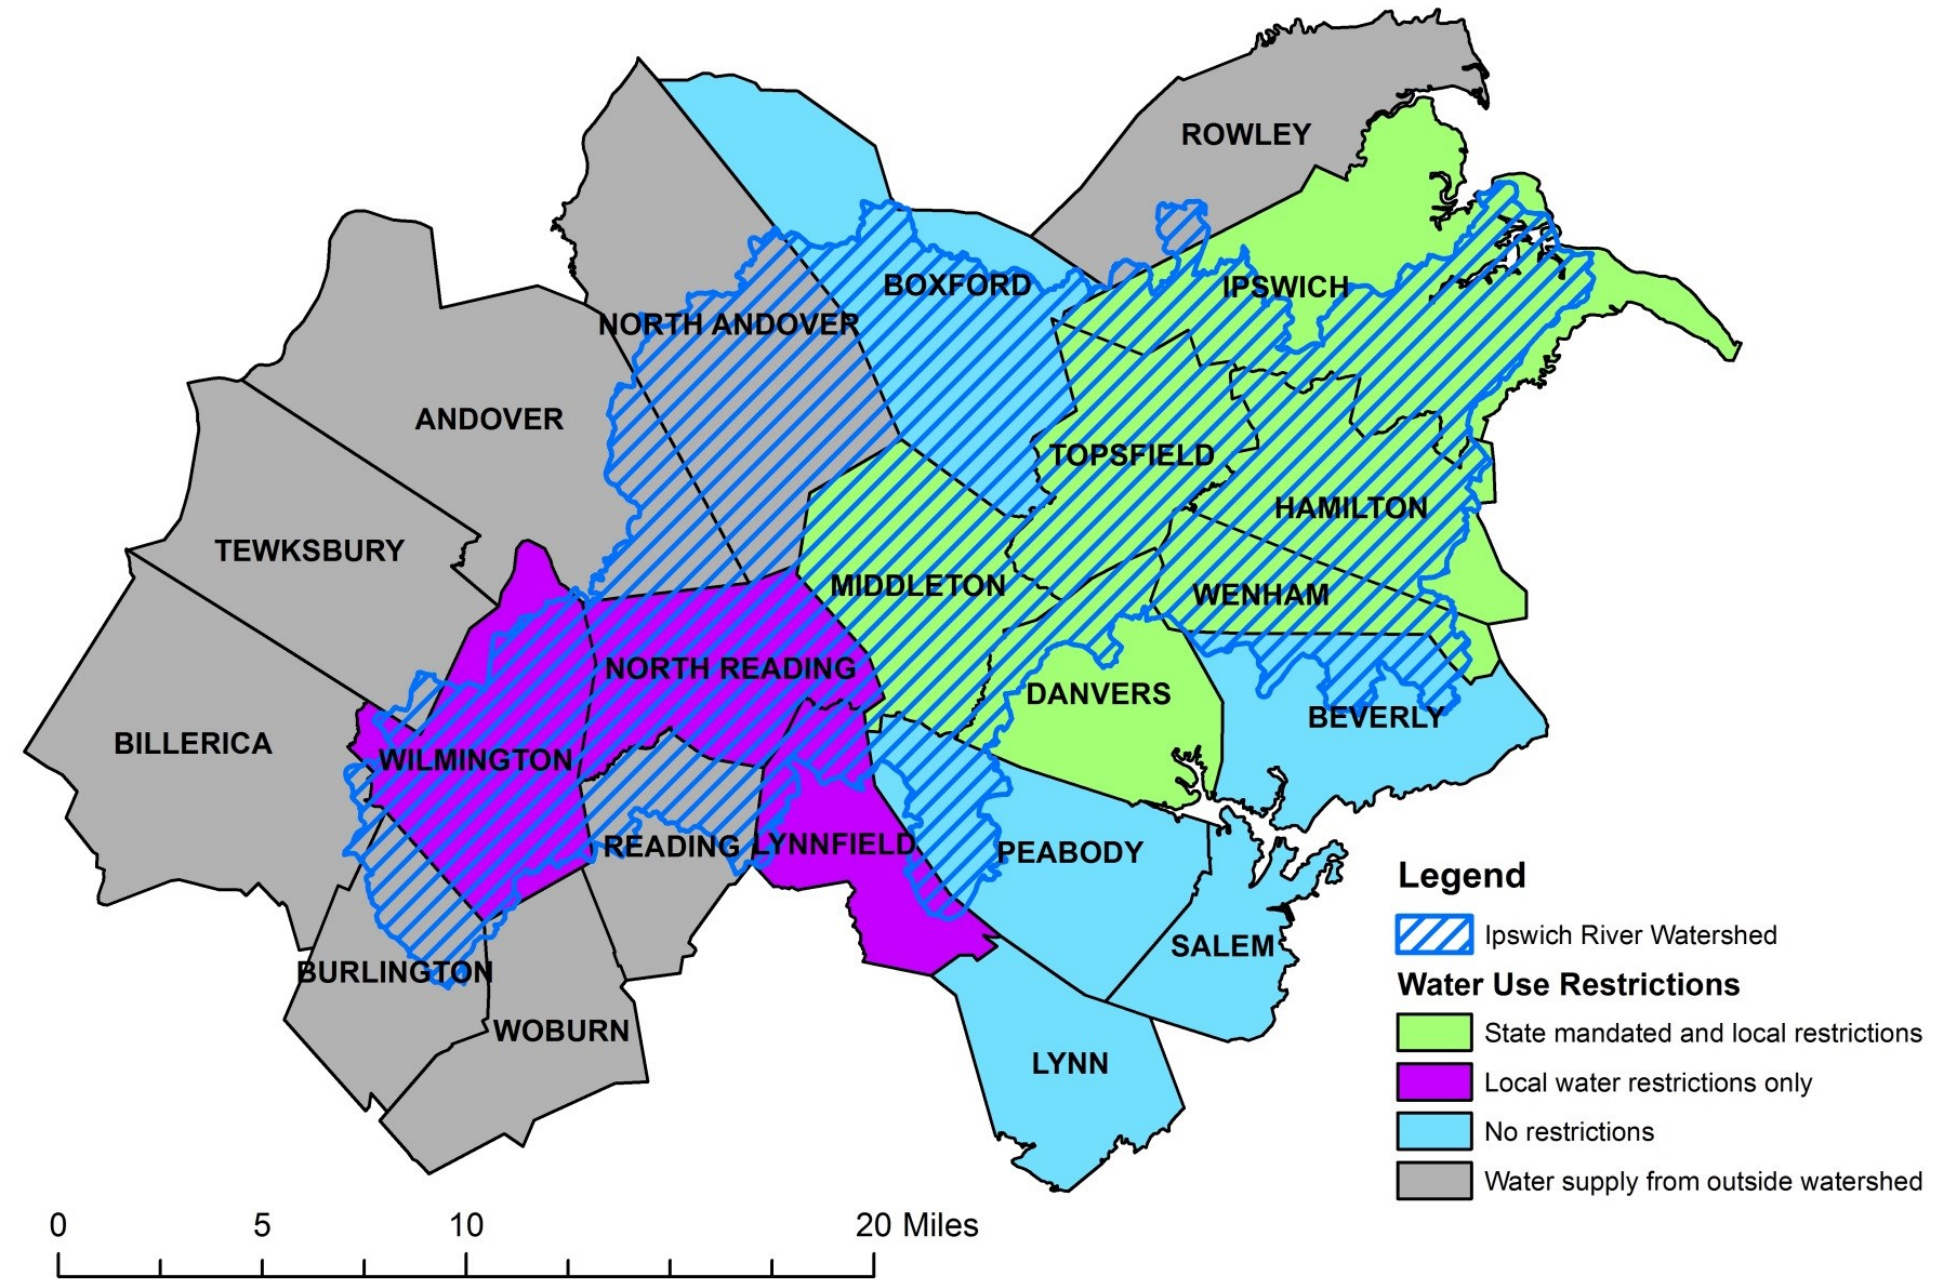 ROWLEY
BOXFORD
IPSWICH
NORTH ANDOVER
ANDOVER
TOPSFIELD
HAMILTON
TEWKSBURY
MIDDLETON
WENHAM
NORTH READING
DANVERS
BEVERLY
BILLERICA
WILMINGTON
READING
LYNNFIELD
PEABODY
SALEM
BURLINGTON
WOBURN
LYNN
Legend
Ipswich River Watershed
Water Use Restrictions
State mandated and local restrictions
Local water restrictions only
No restrictions
Water supply from outside watershed
0 5 10 20 Miles